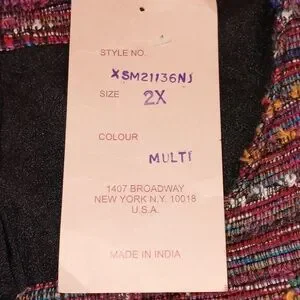 STYLE NO.
XSM21136NJ
SIZE 2X
COLOUR
MULTI
1407 BROADWAY
NEW YORK N.Y. 10018
U.S.A.
MADE IN INDIA